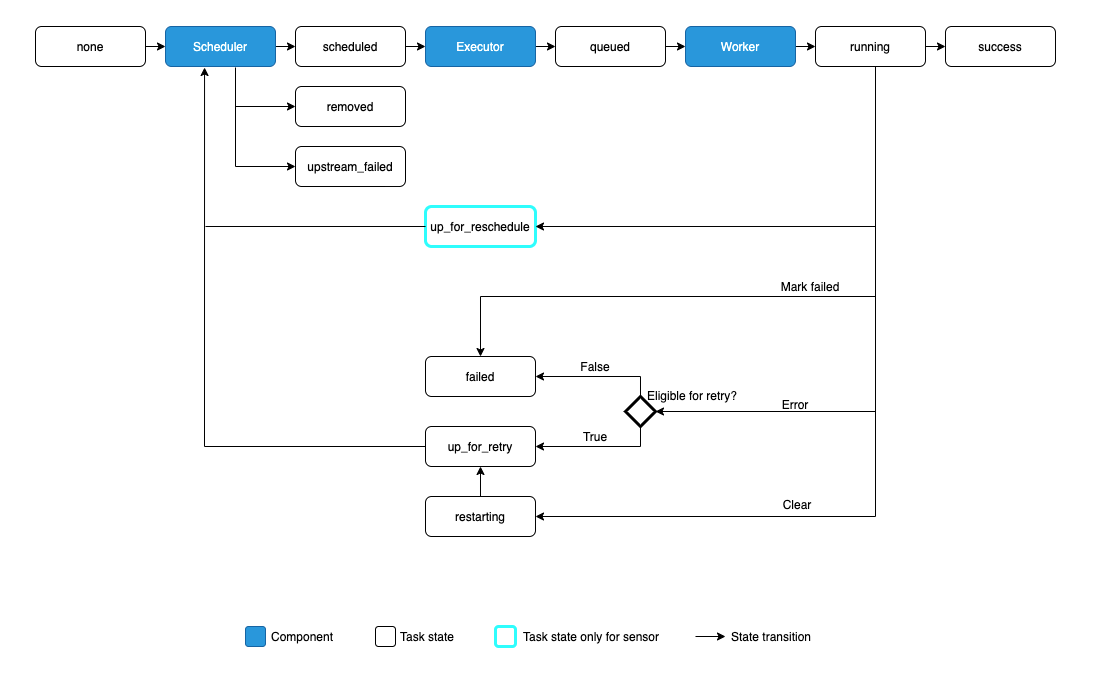 none
Scheduler
scheduled
Executor
queued
Worker
running
success
removed
upstream_failed
up_for_reschedule
Mark failed
failed
False
Eligible for retry?
Error
True
up_for_retry
Clear
restarting
Component
Task state
Task state only for sensor
State transition